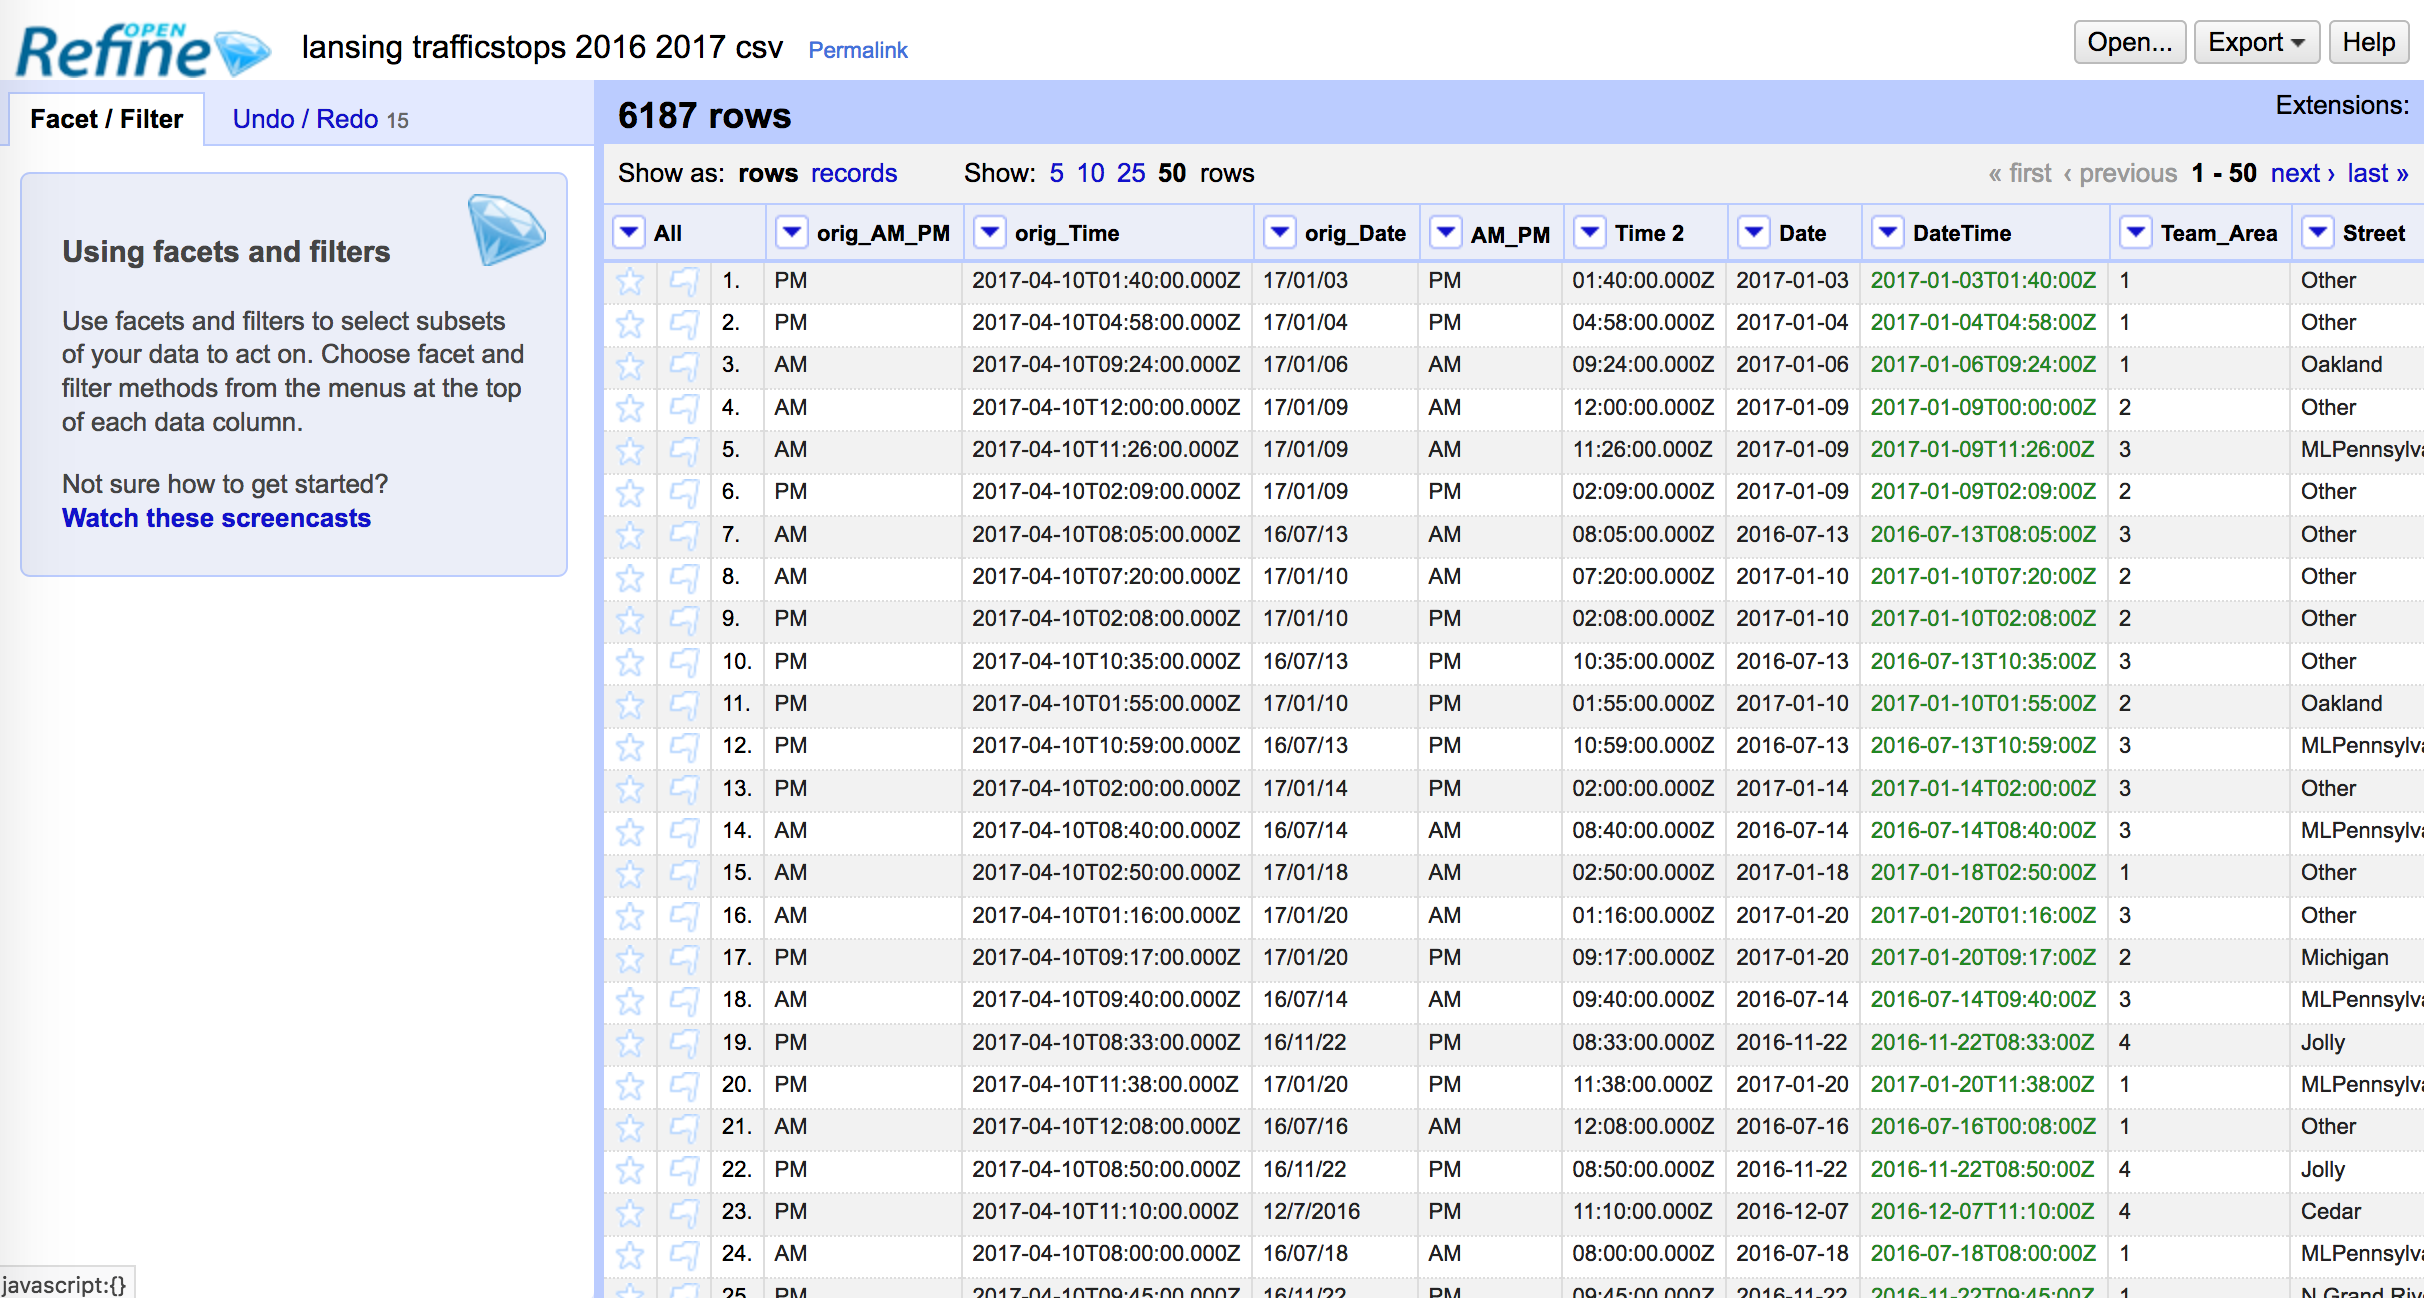 OPEN
Refine
lansing trafficstops 2016 2017 csv Permalink
Open... Export Help
Facet / Filter Undo / Redo 15
6187 rows Extensions:
Show as: rows records Show: 5 10 25 50 rows « first ‹ previous 1 - 50 next › last »
Using facets and filters
Use facets and filters to select subsets
of your data to act on. Choose facet and
filter methods from the menus at the top
of each data column.
Not sure how to get started?
Watch these screencasts
All orig_AM_PM orig_Time orig_Date AM_PM Time 2 Date DateTime Team_Area Street
1. PM 2017-04-10T01:40:00.000Z 17/01/03 PM 01:40:00.000Z 2017-01-03 2017-01-03T01:40:00Z 1 Other
2. PM 2017-04-10T04:58:00.000Z 17/01/04 PM 04:58:00.000Z 2017-01-04 2017-01-04T04:58:00Z 1 Other
3. AM 2017-04-10T09:24:00.000Z 17/01/06 AM 09:24:00.000Z 2017-01-06 2017-01-06T09:24:00Z 1 Oakland
4. AM 2017-04-10T12:00:00.000Z 17/01/09 AM 12:00:00.000Z 2017-01-09 2017-01-09T00:00:00Z 2 Other
5. AM 2017-04-10T11:26:00.000Z 17/01/09 AM 11:26:00.000Z 2017-01-09 2017-01-09T11:26:00Z 3 MLPennsylva
6. PM 2017-04-10T02:09:00.000Z 17/01/09 PM 02:09:00.000Z 2017-01-09 2017-01-09T02:09:00Z 2 Other
7. AM 2017-04-10T08:05:00.000Z 16/07/13 AM 08:05:00.000Z 2016-07-13 2016-07-13T08:05:00Z 3 Other
8. AM 2017-04-10T07:20:00.000Z 17/01/10 AM 07:20:00.000Z 2017-01-10 2017-01-10T07:20:00Z 2 Other
9. PM 2017-04-10T02:08:00.000Z 17/01/10 PM 02:08:00.000Z 2017-01-10 2017-01-10T02:08:00Z 2 Other
10. PM 2017-04-10T10:35:00.000Z 16/07/13 PM 10:35:00.000Z 2016-07-13 2016-07-13T10:35:00Z 3 Other
11. PM 2017-04-10T01:55:00.000Z 17/01/10 PM 01:55:00.000Z 2017-01-10 2017-01-10T01:55:00Z 2 Oakland
12. PM 2017-04-10T10:59:00.000Z 16/07/13 PM 10:59:00.000Z 2016-07-13 2016-07-13T10:59:00Z 3 MLPennsylva
13. PM 2017-04-10T02:00:00.000Z 17/01/14 PM 02:00:00.000Z 2017-01-14 2017-01-14T02:00:00Z 3 Other
14. AM 2017-04-10T08:40:00.000Z 16/07/14 AM 08:40:00.000Z 2016-07-14 2016-07-14T08:40:00Z 3 MLPennsylva
15. AM 2017-04-10T02:50:00.000Z 17/01/18 AM 02:50:00.000Z 2017-01-18 2017-01-18T02:50:00Z 1 Other
16. AM 2017-04-10T01:16:00.000Z 17/01/20 AM 01:16:00.000Z 2017-01-20 2017-01-20T01:16:00Z 3 Other
17. PM 2017-04-10T09:17:00.000Z 17/01/20 PM 09:17:00.000Z 2017-01-20 2017-01-20T09:17:00Z 2 Michigan
18. AM 2017-04-10T09:40:00.000Z 16/07/14 AM 09:40:00.000Z 2016-07-14 2016-07-14T09:40:00Z 3 MLPennsylva
19. PM 2017-04-10T08:33:00.000Z 16/11/22 PM 08:33:00.000Z 2016-11-22 2016-11-22T08:33:00Z 4 Jolly
20. PM 2017-04-10T11:38:00.000Z 17/01/20 PM 11:38:00.000Z 2017-01-20 2017-01-20T11:38:00Z 1 MLPennsylva
21. AM 2017-04-10T12:08:00.000Z 16/07/16 AM 12:08:00.000Z 2016-07-16 2016-07-16T00:08:00Z 1 Other
22. PM 2017-04-10T08:50:00.000Z 16/11/22 PM 08:50:00.000Z 2016-11-22 2016-11-22T08:50:00Z 4 Jolly
23. PM 2017-04-10T11:10:00.000Z 12/7/2016 PM 11:10:00.000Z 2016-12-07 2016-12-07T11:10:00Z 4 Cedar
24. AM 2017-04-10T08:00:00.000Z 16/07/18 AM 08:00:00.000Z 2016-07-18 2016-07-18T08:00:00Z 1 MLPennsylva
25. PM 2017-04-10T09:45:00.000Z 16/11/22 PM 09:45:00.000Z 2016-11-22 2016-11-22T09:45:00Z 1 N Grand Riv
javascript:{}